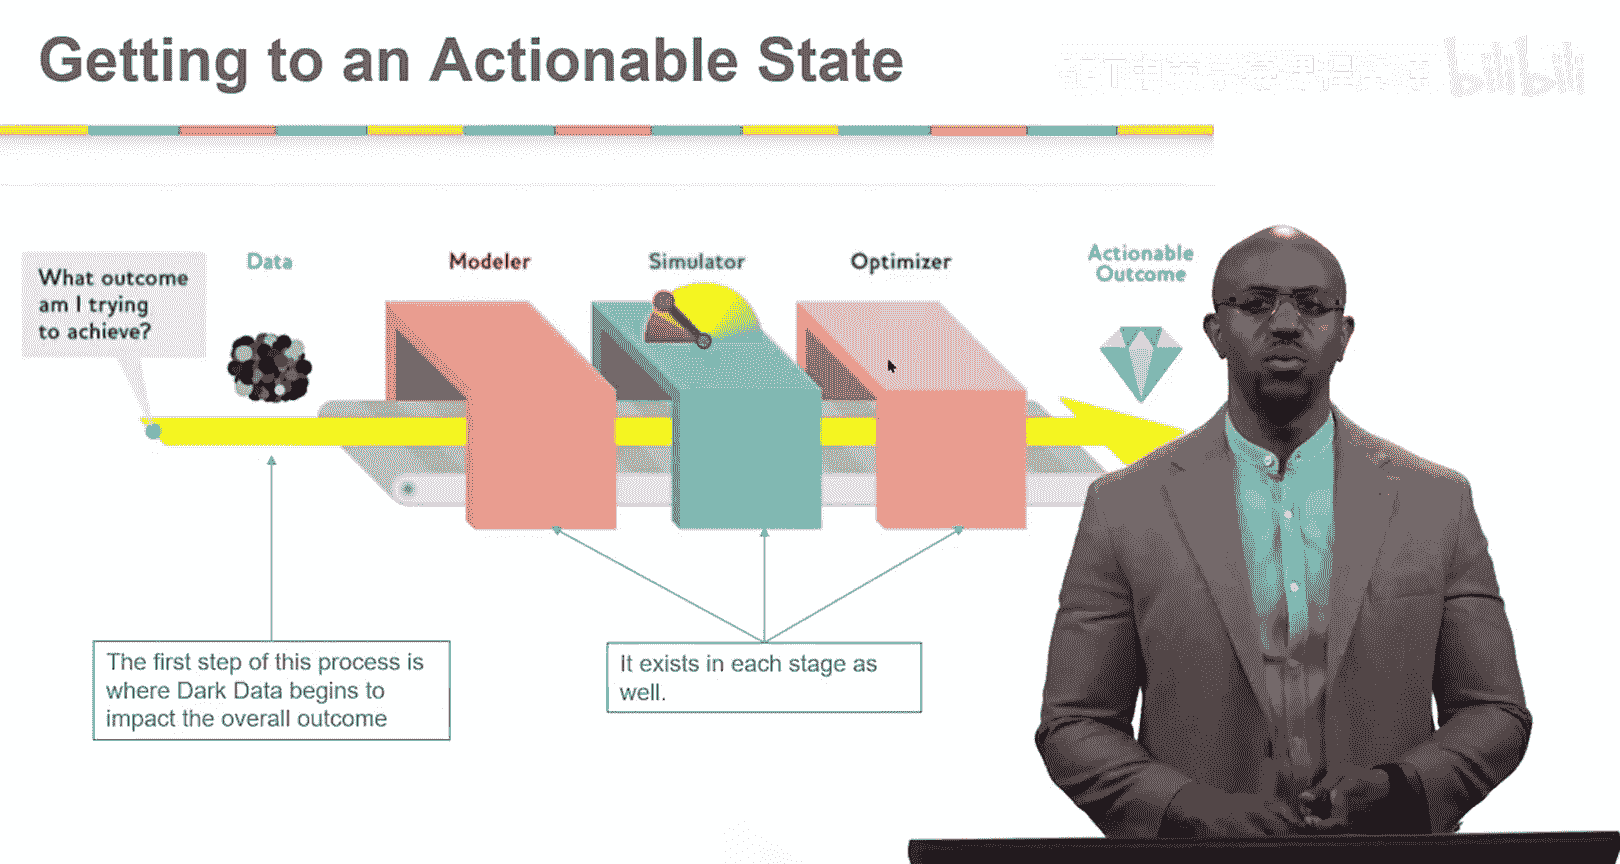 Getting to an Actionable State
bilibili
What outcome
am I trying
to achieve?
Data
Modeler
Simulator
Optimizer
Actionable
Outcome
The first step of this process is
where Dark Data begins to
impact the overall outcome
It exists in each stage as
well.